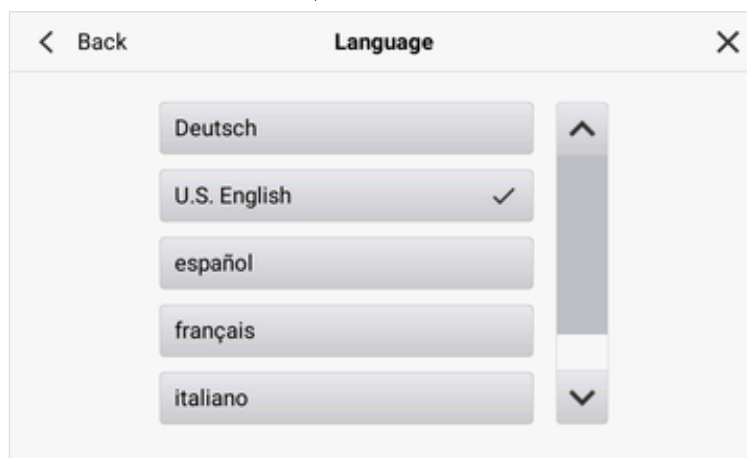 Back Language
Deutsch
U.S. English
español
français
italiano